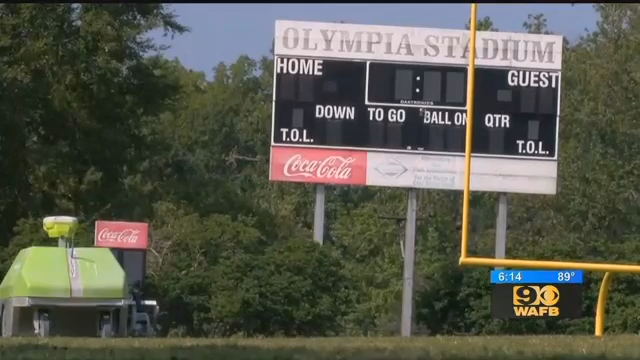 OLYMPIA STADIUM
HOME
GUEST
DOWN TO GO BALL ON QTR
T.O.L.
T.O.L.
Coca-Cola
Coca-Cola
6:14 89°
9
WAFB